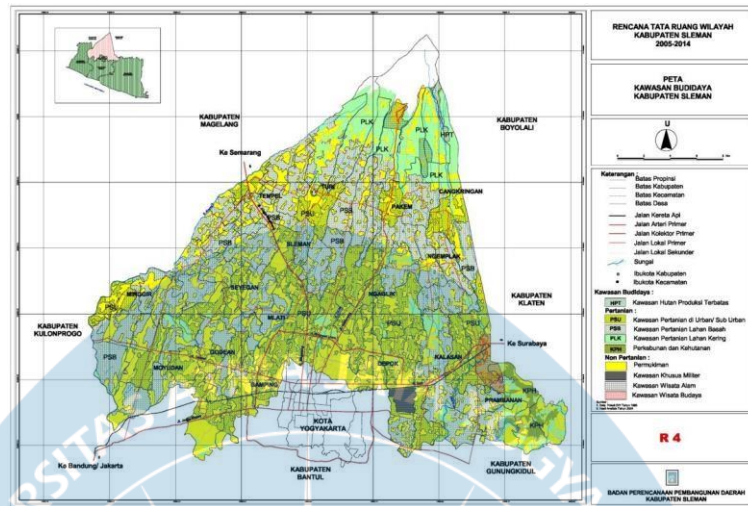 RENCANA TATA RUANG WILAYAH
KABUPATEN SLEMAN
2005-2014
PETA
KAWASAN BUDIDAYA
KABUPATEN SLEMAN
U
Keterangan :
Batas Propinsi
Batas Kabupaten
Batas Kecamatan
Batas Desa
Jalan Kereta Api
Jalan Arteri Primer
Jalan Kolektor Primer
Jalan Lokal Primer
Jalan Lokal Sekunder
Sungai
Ibukota Kabupaten
Ibukota Kecamatan
Kawasan Budidaya :
HPT Kawasan Hutan Produksi Terbatas
Pertanian :
PSU Kawasan Pertanian di Urban/ Sub Urban
PSB Kawasan Pertanian Lahan Basah
PLK Kawasan Pertanian Lahan Kering
KPH Perkebunan dan Kehutanan
Non Pertanian :
Permukiman
Kawasan Khusus Militer
Kawasan Wisata Alam
Kawasan Wisata Budaya
R 4
BADAN PERENCANAAN PEMBANGUNAN DAERAH
KABUPATEN SLEMAN
KABUPATEN
MAGELANG
KABUPATEN
BOYOLALI
Ke Semarang
PLK
PLK
PLK
HPT
PLK
CANGKRINGAN
TURI
TEMPEL
PAKEM
PSB
PSU
PSB
PSB
SLEMAN
PSB
NGEMPLAK
PSB
MINGGIR
SEYEGAN
NGAGLIK
KABUPATEN
KLATEN
KABUPATEN
KULONPROGO
MLATI
PSU
PSU
PSU
Ke Surabaya
PSB
MOYUDAN
GODEAN
DEPOK
KALASAN
GAMPING
PRAMBANAN
KPH
KPH
KOTA
YOGYAKARTA
Ke Bandung/ Jakarta
KABUPATEN
BANTUL
KABUPATEN
GUNUNGKIDUL